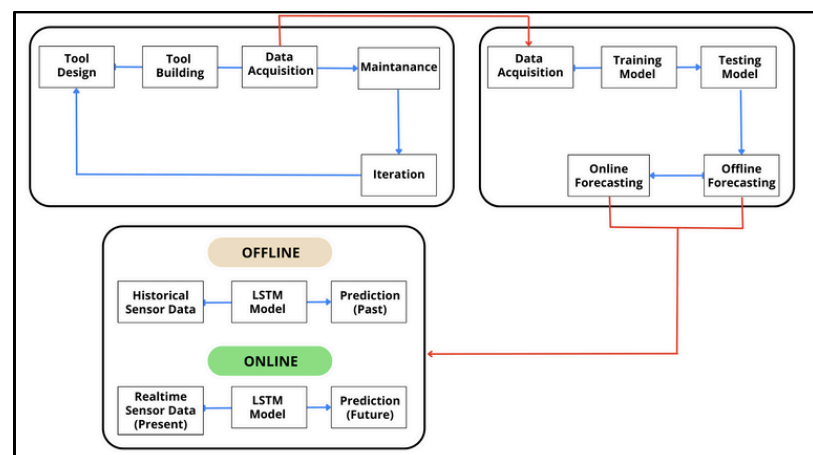 Tool
Design
Tool
Building
Data
Acquisition
Maintanance
Iteration
Data
Acquisition
Training
Model
Testing
Model
Online
Forecasting
Offline
Forecasting
OFFLINE
Historical
Sensor Data
LSTM
Model
Prediction
(Past)
ONLINE
Realtime
Sensor Data
(Present)
LSTM
Model
Prediction
(Future)